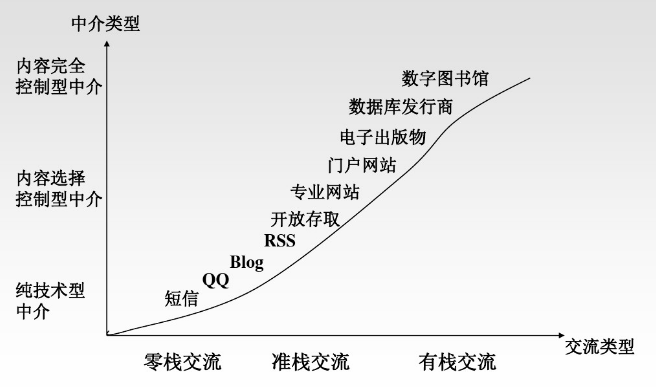 中介类型
内容完全
控制型中介
数字图书馆
数据库发行商
电子出版物
门户网站
内容选择
控制型中介
专业网站
开放存取
RSS
Blog
QQ
纯技术型
中介
短信
交流类型
零栈交流
准栈交流
有栈交流